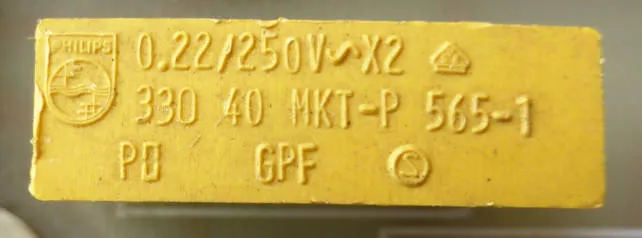 PHILIPS
0.22/250V~X2
330 40 MKT-P 565-1
PD GPF